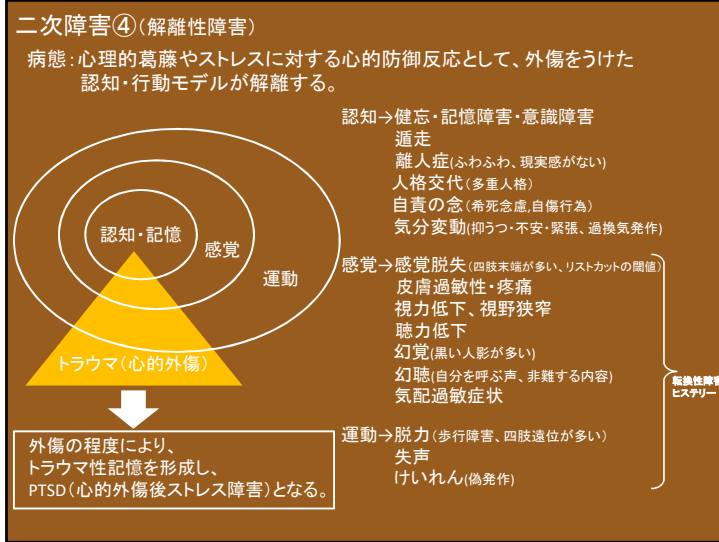 二次障害④(解離性障害)
病態:心理的葛藤やストレスに対する心的防御反応として、外傷をうけた
認知・行動モデルが解離する。
認知・記憶
感覚
運動
トラウマ(心的外傷)
外傷の程度により、
トラウマ性記憶を形成し、
PTSD(心的外傷後ストレス障害)となる。
認知→健忘・記憶障害・意識障害
遁走
離人症(ふわふわ、現実感がない)
人格交代(多重人格)
自責の念(希死念慮,自傷行為)
気分変動(抑うつ・不安・緊張、過換気発作)
感覚→感覚脱失(四肢末端が多い、リストカットの閾値)
皮膚過敏性・疼痛
視力低下、視野狭窄
聴力低下
幻覚(黒い人影が多い)
幻聴(自分を呼ぶ声、非難する内容)
気配過敏症状
運動→脱力(歩行障害、四肢遠位が多い)
失声
けいれん(偽発作)
転換性障害
ヒステリー